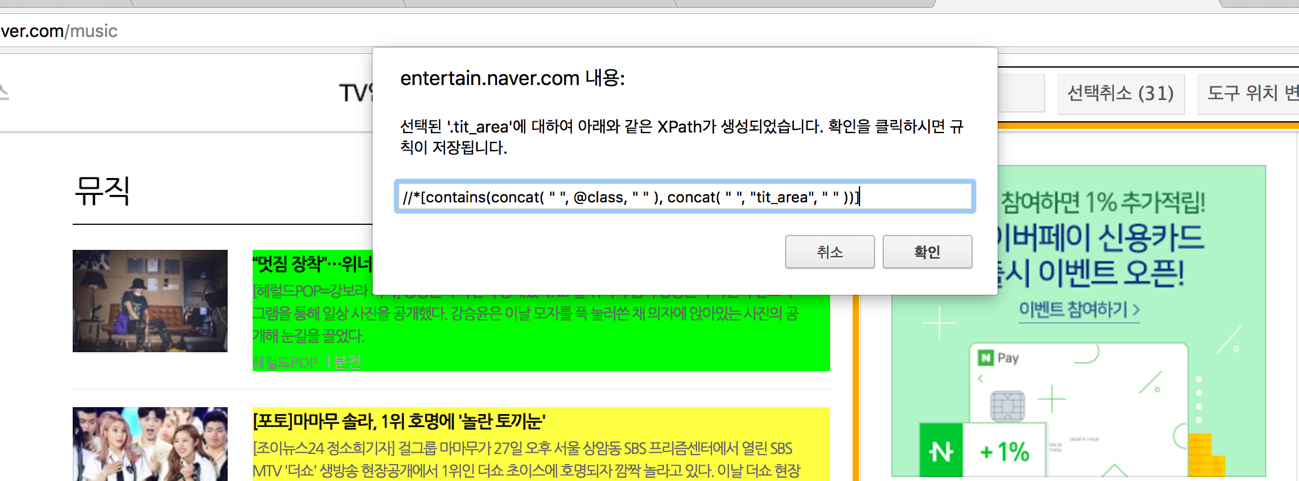 ver.com/music
entertain.naver.com 내용:
선택된 '.tit_area'에 대하여 아래와 같은 XPath가 생성되었습니다. 확인을 클릭하시면 규
칙이 저장됩니다.
//*[contains(concat( " ", @class, " " ), concat( " ", "tit_area", " " ))]
취소 확인
스
TV연
선택취소 (31)
도구 위치 변
뮤직
“멋짐 장착”…위너
그램을 통해 일상 사진을 공개했다. 강승윤은 이날 모자를 푹 눌러쓴 채 의자에 앉아있는 사진의 공
개해 눈길을 끌었다.
헤럴드POP 1분전
[포토]마마무 솔라, 1위 호명에 '놀란 토끼눈'
[조이뉴스24 정소희기자] 걸그룹 마마무가 27일 오후 서울 상암동 SBS 프리즘센터에서 열린 SBS
MTV '더쇼' 생방송 현장공개에서 1위인 더쇼 초이스에 호명되자 깜짝 놀라고 있다. 이날 더쇼 현장
참여하면 1% 추가적립!
이버페이 신용카드
출시 이벤트 오픈!
이벤트 참여하기 >
N Pay
N +1%